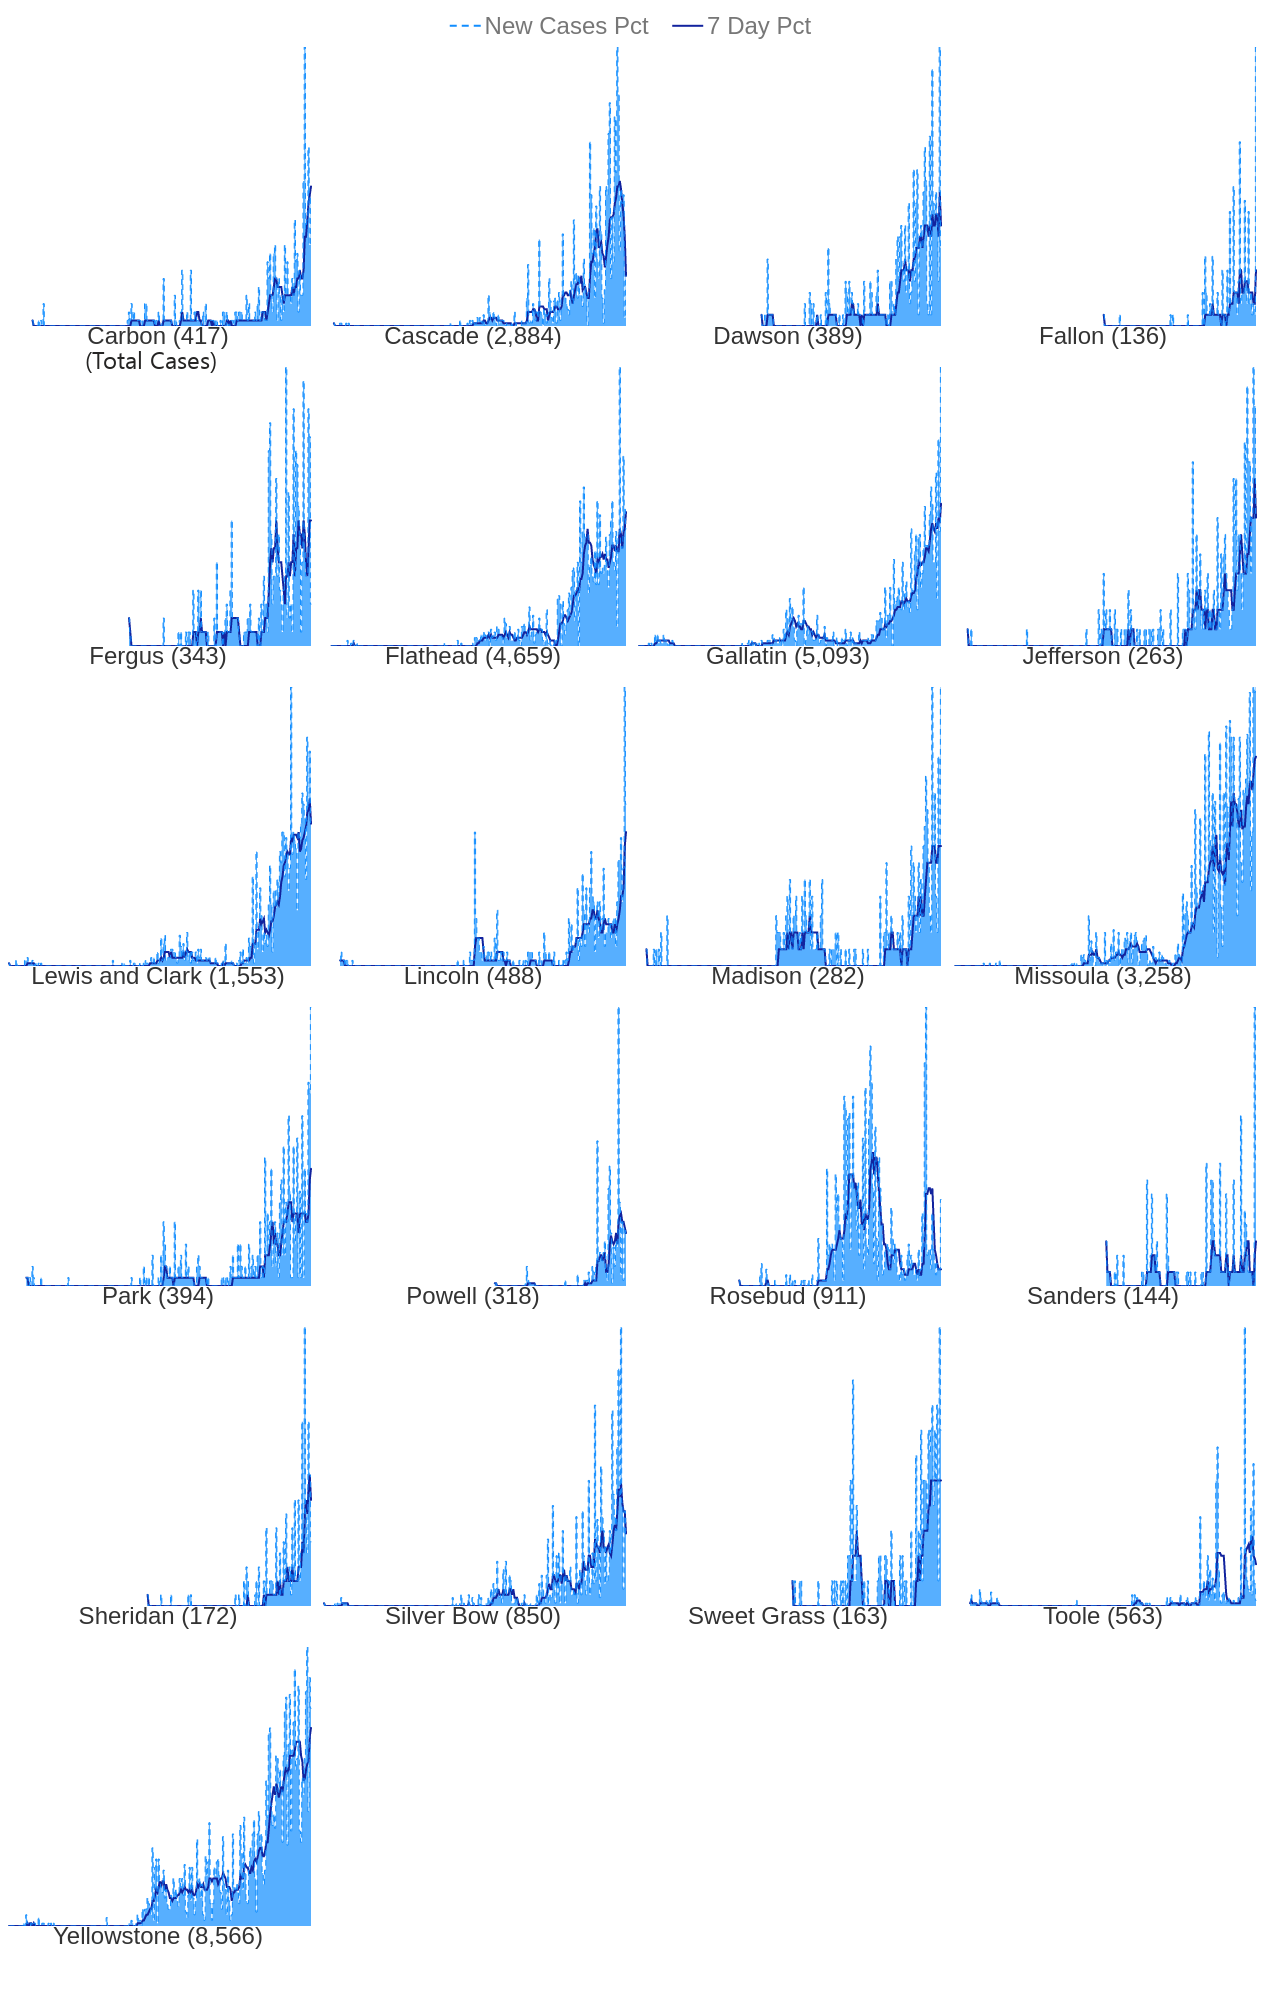 New Cases Pct 7 Day Pct
Carbon (417) Cascade (2,884) Dawson (389) Fallon (136)
(Total Cases)
Fergus (343) Flathead (4,659) Gallatin (5,093) Jefferson (263)
Lewis and Clark (1,553) Lincoln (488) Madison (282) Missoula (3,258)
Park (394) Powell (318) Rosebud (911) Sanders (144)
Sheridan (172) Silver Bow (850) Sweet Grass (163) Toole (563)
Yellowstone (8,566)